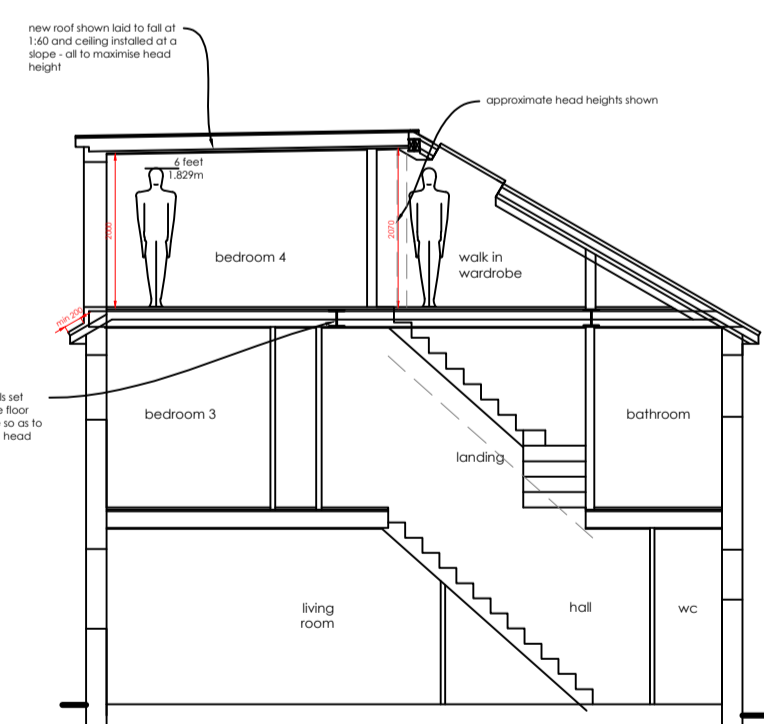 new roof shown laid to fall at
1:60 and ceiling installed at a
slope - all to maximise head
height
approximate head heights shown
6 feet
1.829m
2000
2070
bedroom 4
walk in
wardrobe
min 200
ls set
e floor
so as to
head
bedroom 3
bathroom
landing
living
room
hall
wc